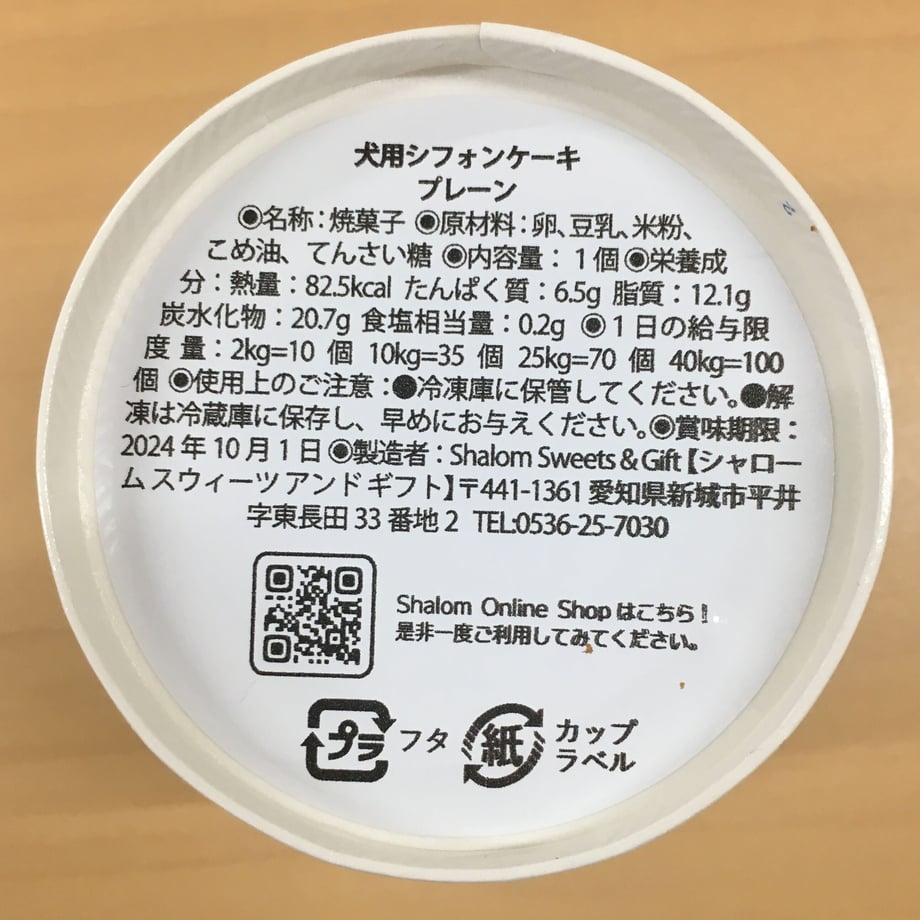 犬用シフォンケーキ
プレーン
◉名称：焼菓子 ◉原材料：卵、豆乳、米粉、
こめ油、てんさい糖 ◉内容量： 1個 ◉栄養成
分：熱量：82.5kcal たんぱく質：6.5g 脂質：12.1g
炭水化物：20.7g 食塩相当量：0.2g ◉1日の給与限
度 量：2kg=10 個 10kg=35 個 25kg=70 個 40kg=100
個 ◉使用上のご注意：●冷凍庫に保管してください。●解
凍は冷蔵庫に保存し、早めにお与えください。◉賞味期限：
2024年10月1日 ◉製造者：Shalom Sweets & Gift【シャロー
ム スウィーツ アンド ギフト】〒441-1361 愛知県新城市平井
字東長田 33 番地 2 TEL:0536-25-7030
Shalom Online Shop はこちら！
是非一度ご利用してみてください。
プラ フタ 紙 カップ
ラベル